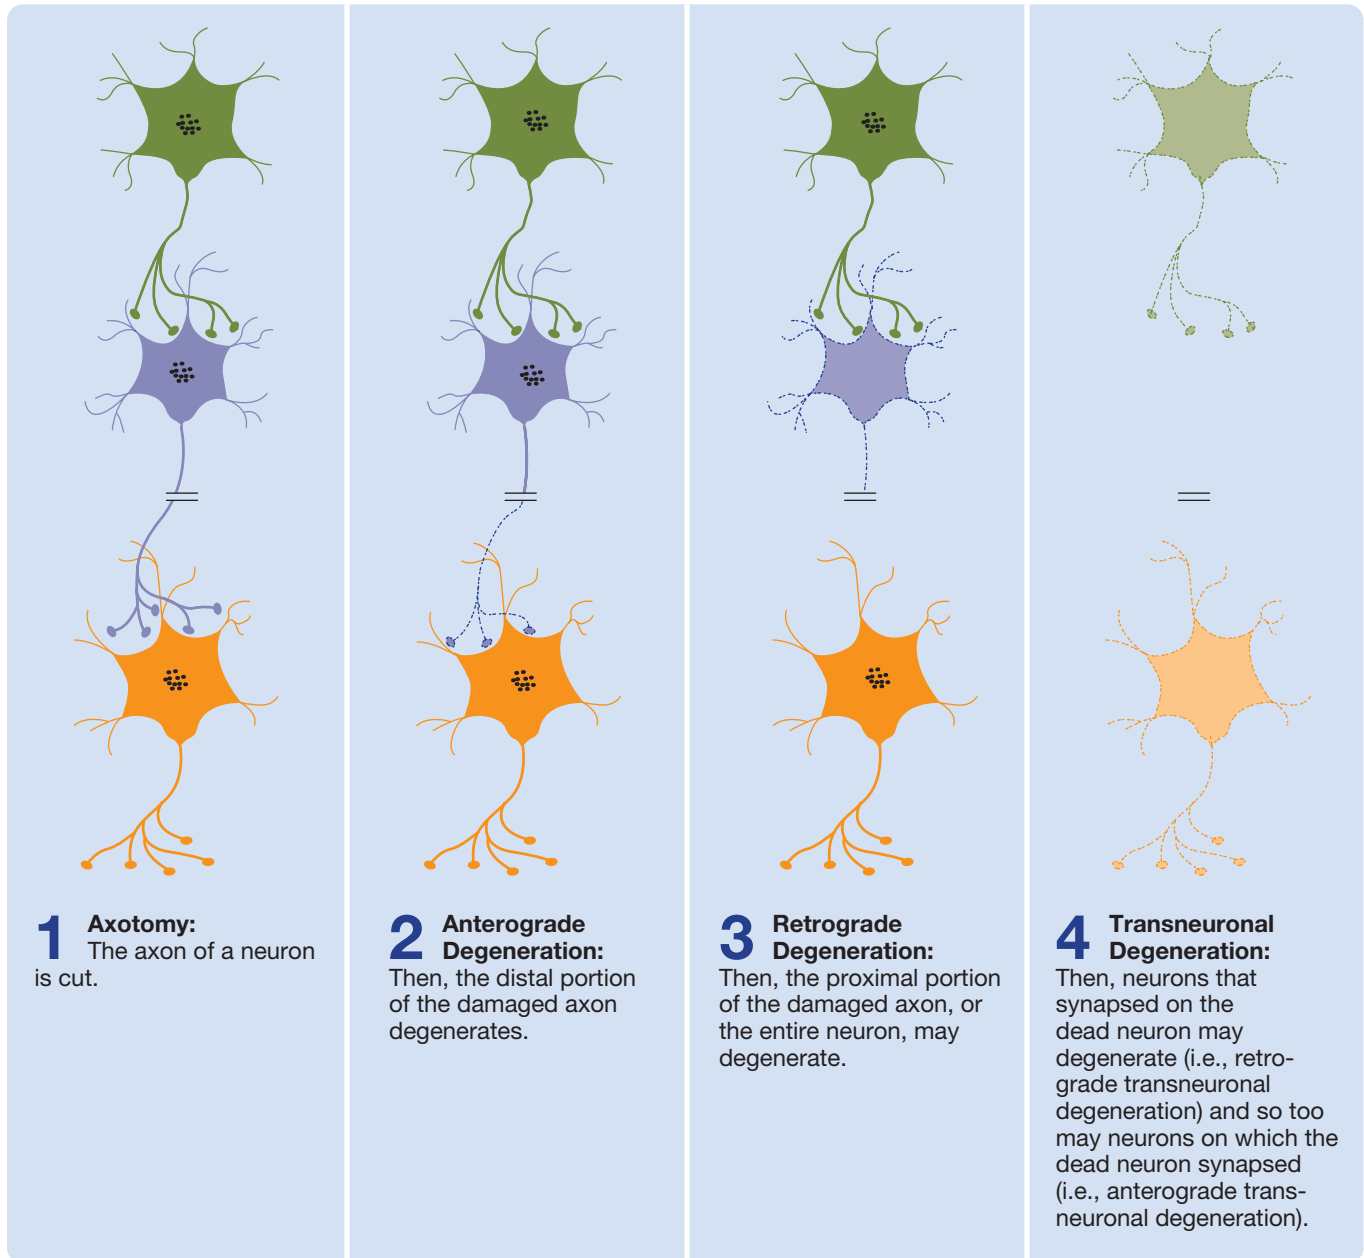 1 Axotomy:
The axon of a neuron
is cut.
2 Anterograde
Degeneration:
Then, the distal portion
of the damaged axon
degenerates.
3 Retrograde
Degeneration:
Then, the proximal portion
of the damaged axon, or
the entire neuron, may
degenerate.
4 Transneuronal
Degeneration:
Then, neurons that
synapsed on the
dead neuron may
degenerate (i.e., retro-
grade transneuronal
degeneration) and so too
may neurons on which the
dead neuron synapsed
(i.e., anterograde trans-
neuronal degeneration).